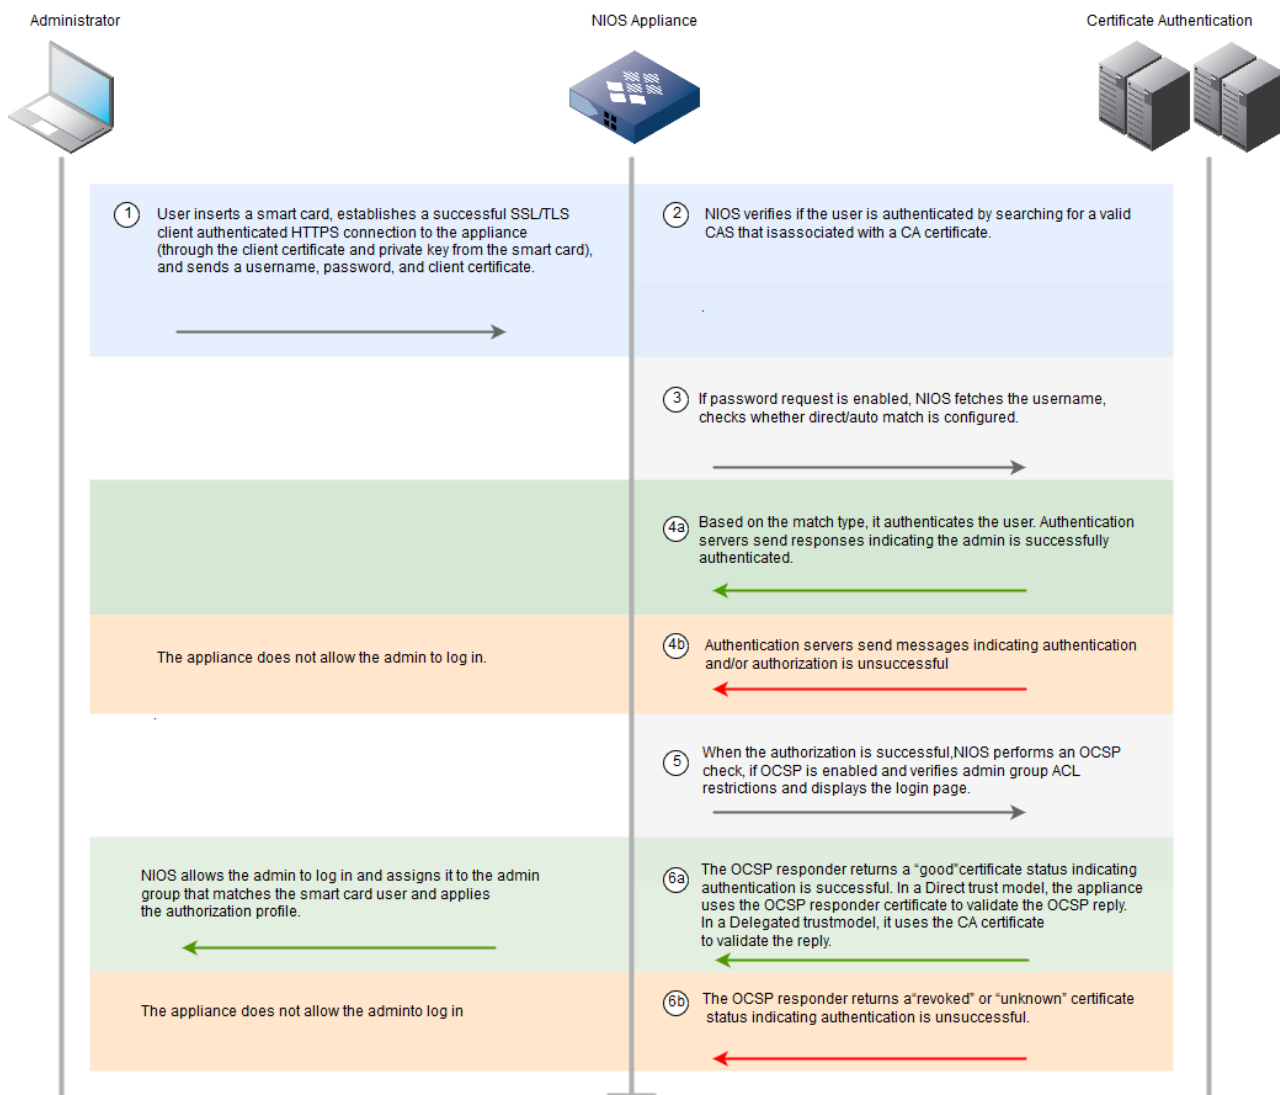 Administrator
NIOS Appliance
Certificate Authentication
1
User inserts a smart card, establishes a successful SSL/TLS
client authenticated HTTPS connection to the appliance
(through the client certificate and private key from the smart card),
and sends a username, password, and client certificate.
2
NIOS verifies if the user is authenticated by searching for a valid
CAS that isassociated with a CA certificate.
.
3
If password request is enabled, NIOS fetches the username,
checks whether direct/auto match is configured.
4a
Based on the match type, it authenticates the user. Authentication
servers send responses indicating the admin is successfully
authenticated.
The appliance does not allow the admin to log in.
.
4b
Authentication servers send messages indicating authentication
and/or authorization is unsuccessful
5
When the authorization is successful,NIOS performs an OCSP
check, if OCSP is enabled and verifies admin group ACL
restrictions and displays the login page.
NIOS allows the admin to log in and assigns it to the admin
group that matches the smart card user and applies
the authorization profile.
6a
The OCSP responder returns a “good”certificate status indicating
authentication is successful. In a Direct trust model, the appliance
uses the OCSP responder certificate to validate the OCSP reply.
In a Delegated trustmodel, it uses the CA certificate
to validate the reply.
The appliance does not allow the adminto log in
6b
The OCSP responder returns a“revoked” or “unknown” certificate
status indicating authentication is unsuccessful.